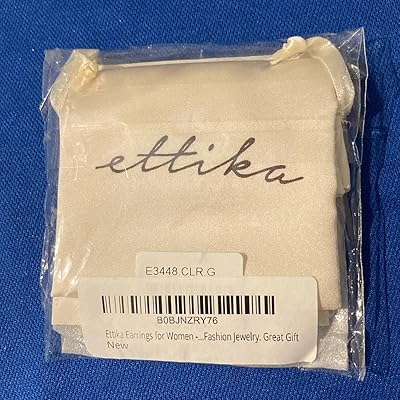 ettika
E3448.CLR.G
B0BJNZRY76
Ettika Earrings for Women -...Fashion Jewelry. Great Gift
New